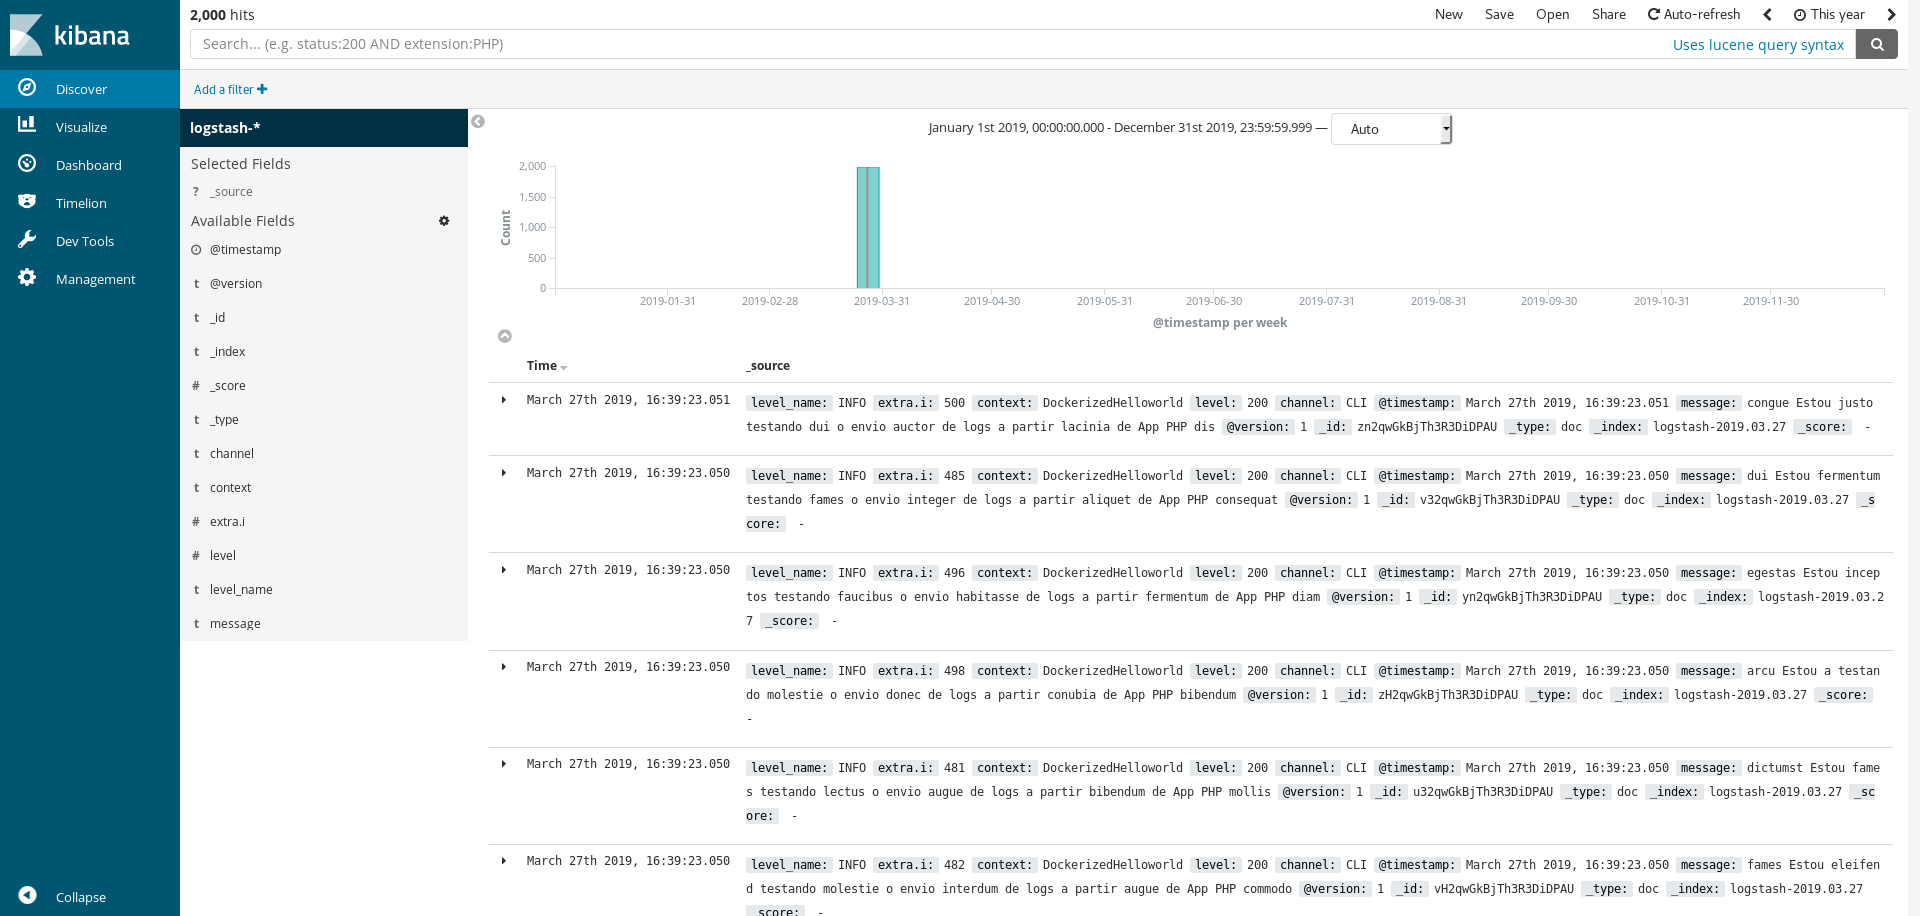 kibana
Discover
Visualize
Dashboard
Timelion
Dev Tools
Management
Collapse
2,000 hits
New Save Open Share Auto-refresh This year
Search... (e.g. status:200 AND extension:PHP) Uses lucene query syntax
Add a filter
logstash-*
Selected Fields
? _source
Available Fields
@timestamp
t @version
t _id
t _index
# _score
t _type
t channel
t context
# extra.i
# level
t level_name
t message
January 1st 2019, 00:00:00.000 - December 31st 2019, 23:59:59.999 — Auto
Count
2,000
1,500
1,000
500
0
2019-01-31 2019-02-28 2019-03-31 2019-04-30 2019-05-31 2019-06-30 2019-07-31 2019-08-31 2019-09-30 2019-10-31 2019-11-30
@timestamp per week
Time _source
March 27th 2019, 16:39:23.051 level_name: INFO extra.i: 500 context: DockerizedHelloworld level: 200 channel: CLI @timestamp: March 27th 2019, 16:39:23.051 message: congue Estou justo
testando dui o envio auctor de logs a partir lacinia de App PHP dis @version: 1 _id: zn2qwGkBjTh3R3DiDPAU _type: doc _index: logstash-2019.03.27 _score: -
March 27th 2019, 16:39:23.050 level_name: INFO extra.i: 485 context: DockerizedHelloworld level: 200 channel: CLI @timestamp: March 27th 2019, 16:39:23.050 message: dui Estou fermentum
testando fames o envio integer de logs a partir aliquet de App PHP consequat @version: 1 _id: v32qwGkBjTh3R3DiDPAU _type: doc _index: logstash-2019.03.27 _s
core: -
March 27th 2019, 16:39:23.050 level_name: INFO extra.i: 496 context: DockerizedHelloworld level: 200 channel: CLI @timestamp: March 27th 2019, 16:39:23.050 message: egestas Estou incep
tos testando faucibus o envio habitasse de logs a partir fermentum de App PHP diam @version: 1 _id: yn2qwGkBjTh3R3DiDPAU _type: doc _index: logstash-2019.03.2
7 _score: -
March 27th 2019, 16:39:23.050 level_name: INFO extra.i: 498 context: DockerizedHelloworld level: 200 channel: CLI @timestamp: March 27th 2019, 16:39:23.050 message: arcu Estou a testan
do molestie o envio donec de logs a partir conubia de App PHP bibendum @version: 1 _id: zH2qwGkBjTh3R3DiDPAU _type: doc _index: logstash-2019.03.27 _score:
-
March 27th 2019, 16:39:23.050 level_name: INFO extra.i: 481 context: DockerizedHelloworld level: 200 channel: CLI @timestamp: March 27th 2019, 16:39:23.050 message: dictumst Estou fame
s testando lectus o envio augue de logs a partir bibendum de App PHP mollis @version: 1 _id: u32qwGkBjTh3R3DiDPAU _type: doc _index: logstash-2019.03.27 _sc
ore: -
March 27th 2019, 16:39:23.050 level_name: INFO extra.i: 482 context: DockerizedHelloworld level: 200 channel: CLI @timestamp: March 27th 2019, 16:39:23.050 message: fames Estou eleifen
d testando molestie o envio interdum de logs a partir augue de App PHP commodo @version: 1 _id: vH2qwGkBjTh3R3DiDPAU _type: doc _index: logstash-2019.03.27
_score: -